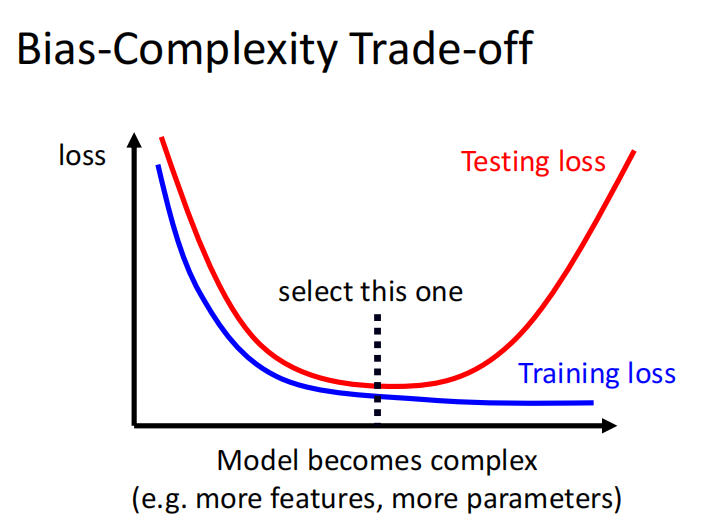 Bias-Complexity Trade-off
loss
Testing loss
select this one
Training loss
Model becomes complex
(e.g. more features, more parameters)